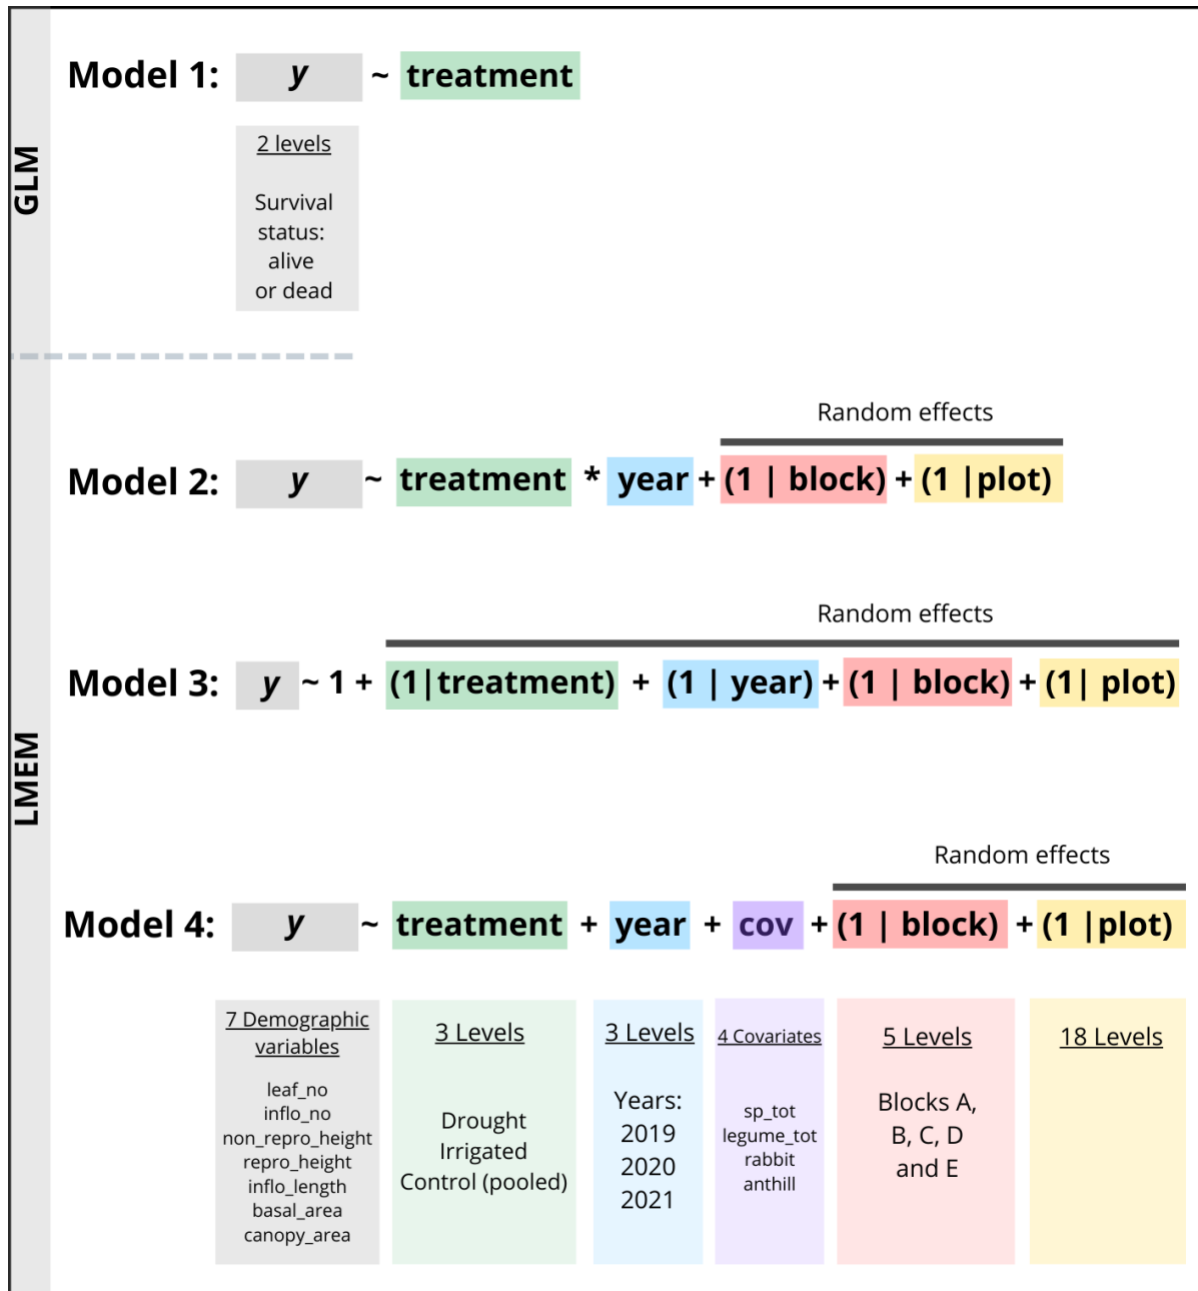 GLM
Model 1: y ~ treatment
2 levels
Survival
status:
alive
or dead
LMEM
Random effects
Model 2: y ~ treatment * year + (1 | block) + (1 |plot)
Random effects
Model 3: y ~ 1 + (1|treatment) + (1 | year) + (1 | block) + (1| plot)
Random effects
Model 4: y ~ treatment + year + cov + (1 | block) + (1 |plot)
7 Demographic
variables
leaf_no
inflo_no
non_repro_height
repro_height
inflo_length
basal_area
canopy_area
3 Levels
Drought
Irrigated
Control (pooled)
3 Levels
Years:
2019
2020
2021
4 Covariates
sp_tot
legume_tot
rabbit
anthill
5 Levels
Blocks A,
B, C, D
and E
18 Levels